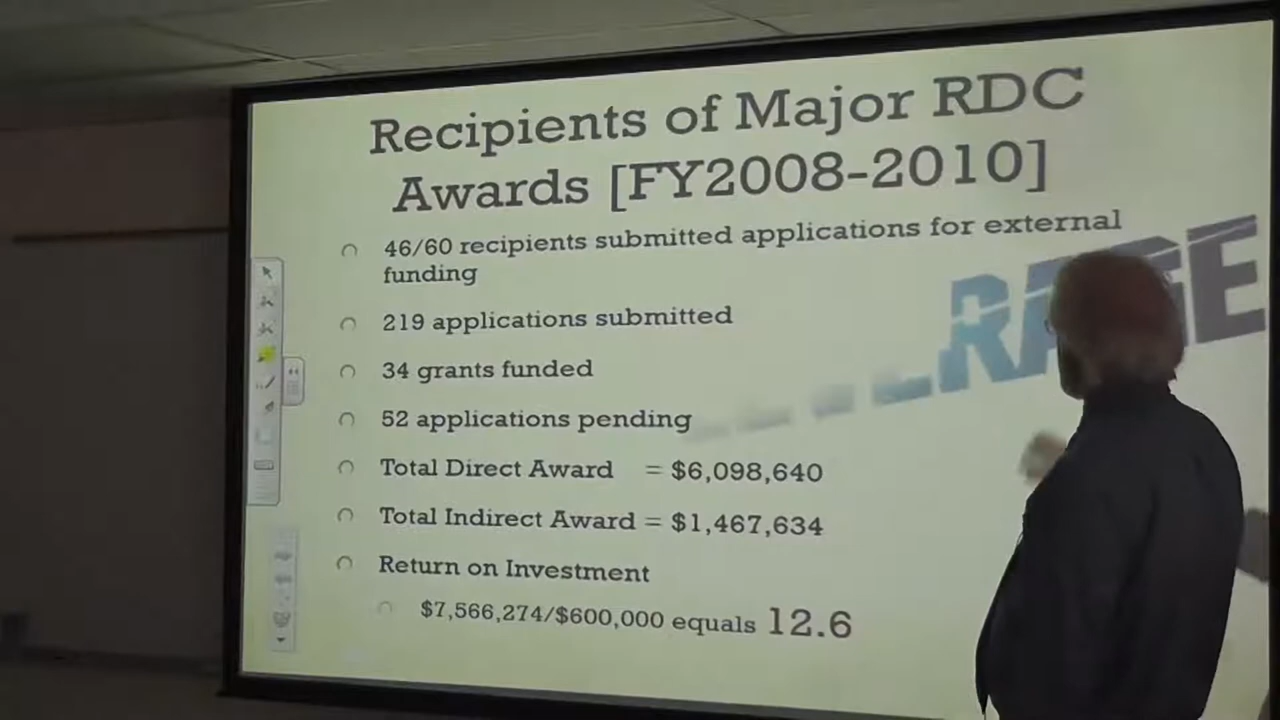 Recipients of Major RDC
Awards [FY2008-2010]
46/60 recipients submitted applications for external
funding
219 applications submitted
34 grants funded
52 applications pending
Total Direct Award = $6,098,640
Total Indirect Award = $1,467,634
Return on Investment
$7,566,274/$600,000 equals 12.6